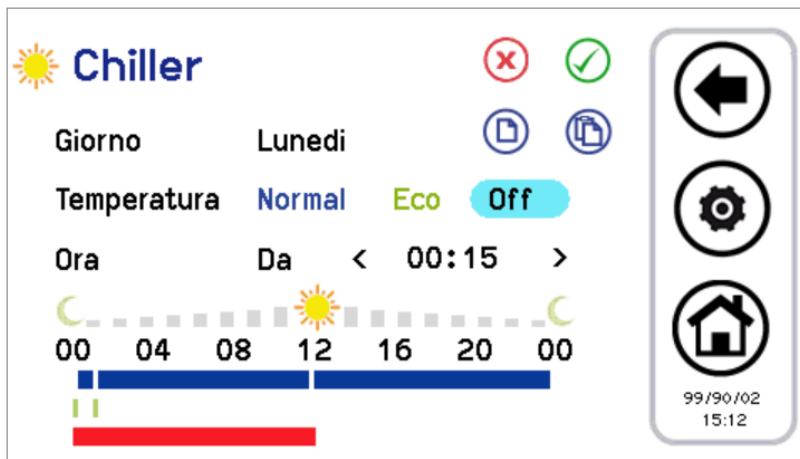 Chiller
Giorno Lunedi
Temperatura Normal Eco Off
Ora Da < 00:15 >
00 04 08 12 16 20 00
99/90/02
15:12